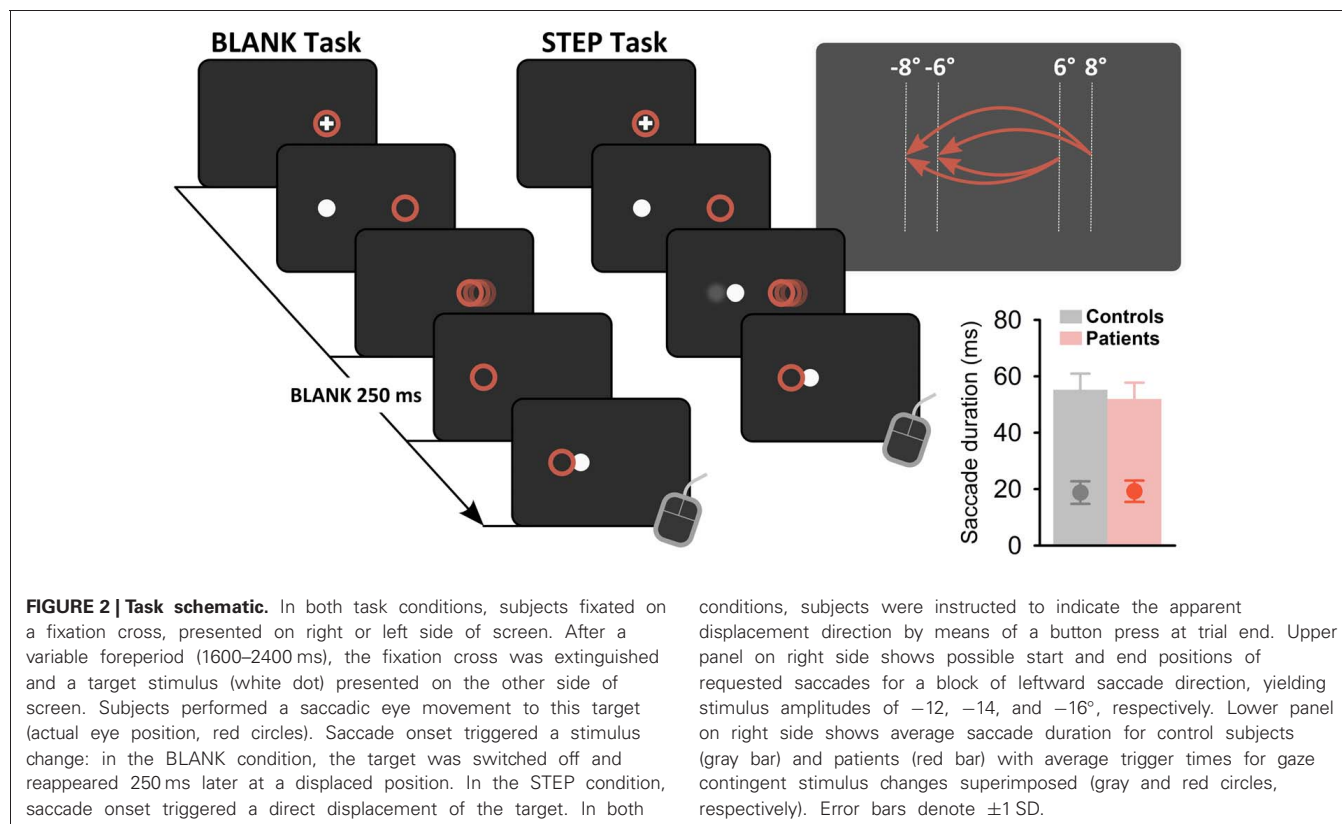 BLANK Task
STEP Task
BLANK 250 ms
-8° -6° 6° 8°
Saccade duration (ms)
80
60
40
20
0
Controls
Patients
FIGURE 2 | Task schematic. In both task conditions, subjects fixated on
a fixation cross, presented on right or left side of screen. After a
variable foreperiod (1600–2400 ms), the fixation cross was extinguished
and a target stimulus (white dot) presented on the other side of
screen. Subjects performed a saccadic eye movement to this target
(actual eye position, red circles). Saccade onset triggered a stimulus
change: in the BLANK condition, the target was switched off and
reappeared 250 ms later at a displaced position. In the STEP condition,
saccade onset triggered a direct displacement of the target. In both
conditions, subjects were instructed to indicate the apparent
displacement direction by means of a button press at trial end. Upper
panel on right side shows possible start and end positions of
requested saccades for a block of leftward saccade direction, yielding
stimulus amplitudes of −12, −14, and −16°, respectively. Lower panel
on right side shows average saccade duration for control subjects
(gray bar) and patients (red bar) with average trigger times for gaze
contingent stimulus changes superimposed (gray and red circles,
respectively). Error bars denote ±1 SD.